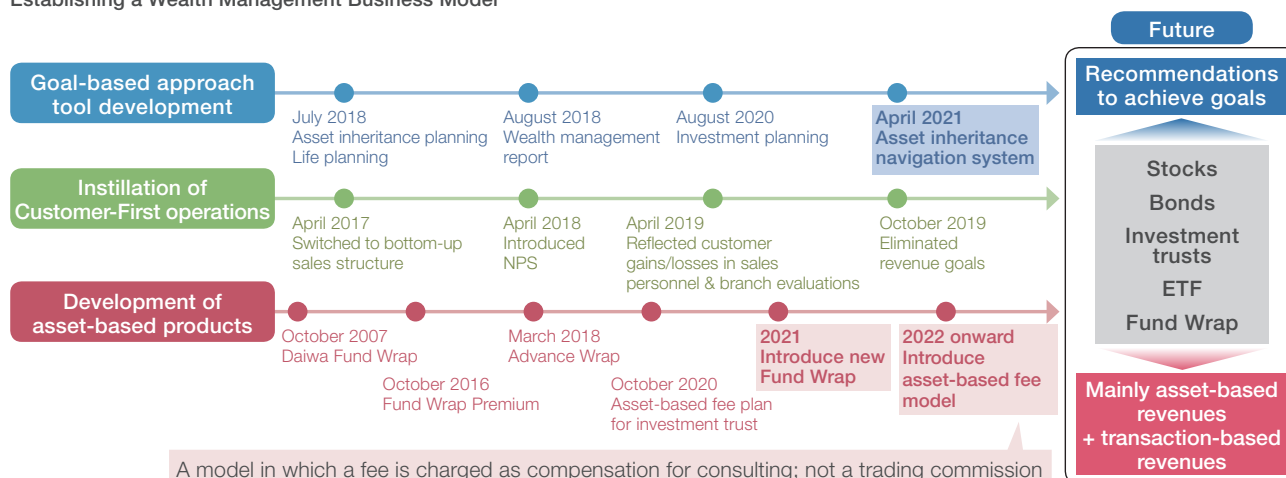 Establishing a Wealth Management Business Model
Future
Goal-based approach
tool development
July 2018
Asset inheritance planning
Life planning
August 2018
Wealth management
report
August 2020
Investment planning
April 2021
Asset inheritance
navigation system
Instillation of
Customer-First operations
April 2017
Switched to bottom-up
sales structure
April 2018
Introduced
NPS
April 2019
Reflected customer
gains/losses in sales
personnel & branch evaluations
October 2019
Eliminated
revenue goals
Development of
asset-based products
October 2007
Daiwa Fund Wrap
October 2016
Fund Wrap Premium
March 2018
Advance Wrap
October 2020
Asset-based fee plan
for investment trust
2021
Introduce new
Fund Wrap
2022 onward
Introduce
asset-based fee
model
A model in which a fee is charged as compensation for consulting; not a trading commission
Recommendations
to achieve goals
Stocks
Bonds
Investment
trusts
ETF
Fund Wrap
Mainly asset-based
revenues
+ transaction-based
revenues